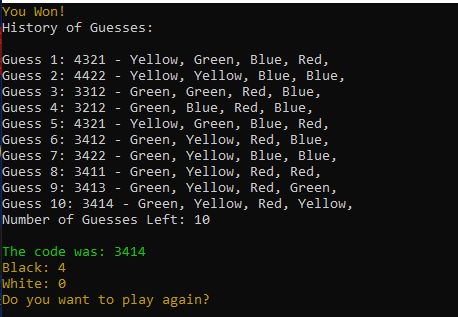 You Won!
History of Guesses:
Guess 1: 4321 - Yellow, Green, Blue, Red,
Guess 2: 4422 - Yellow, Yellow, Blue, Blue,
Guess 3: 3312 - Green, Green, Red, Blue,
Guess 4: 3212 - Green, Blue, Red, Blue,
Guess 5: 4321 - Yellow, Green, Blue, Red,
Guess 6: 3412 - Green, Yellow, Red, Blue,
Guess 7: 3422 - Green, Yellow, Blue, Blue,
Guess 8: 3411 - Green, Yellow, Red, Red,
Guess 9: 3413 - Green, Yellow, Red, Green,
Guess 10: 3414 - Green, Yellow, Red, Yellow,
Number of Guesses Left: 10
The code was: 3414
Black: 4
White: 0
Do you want to play again?